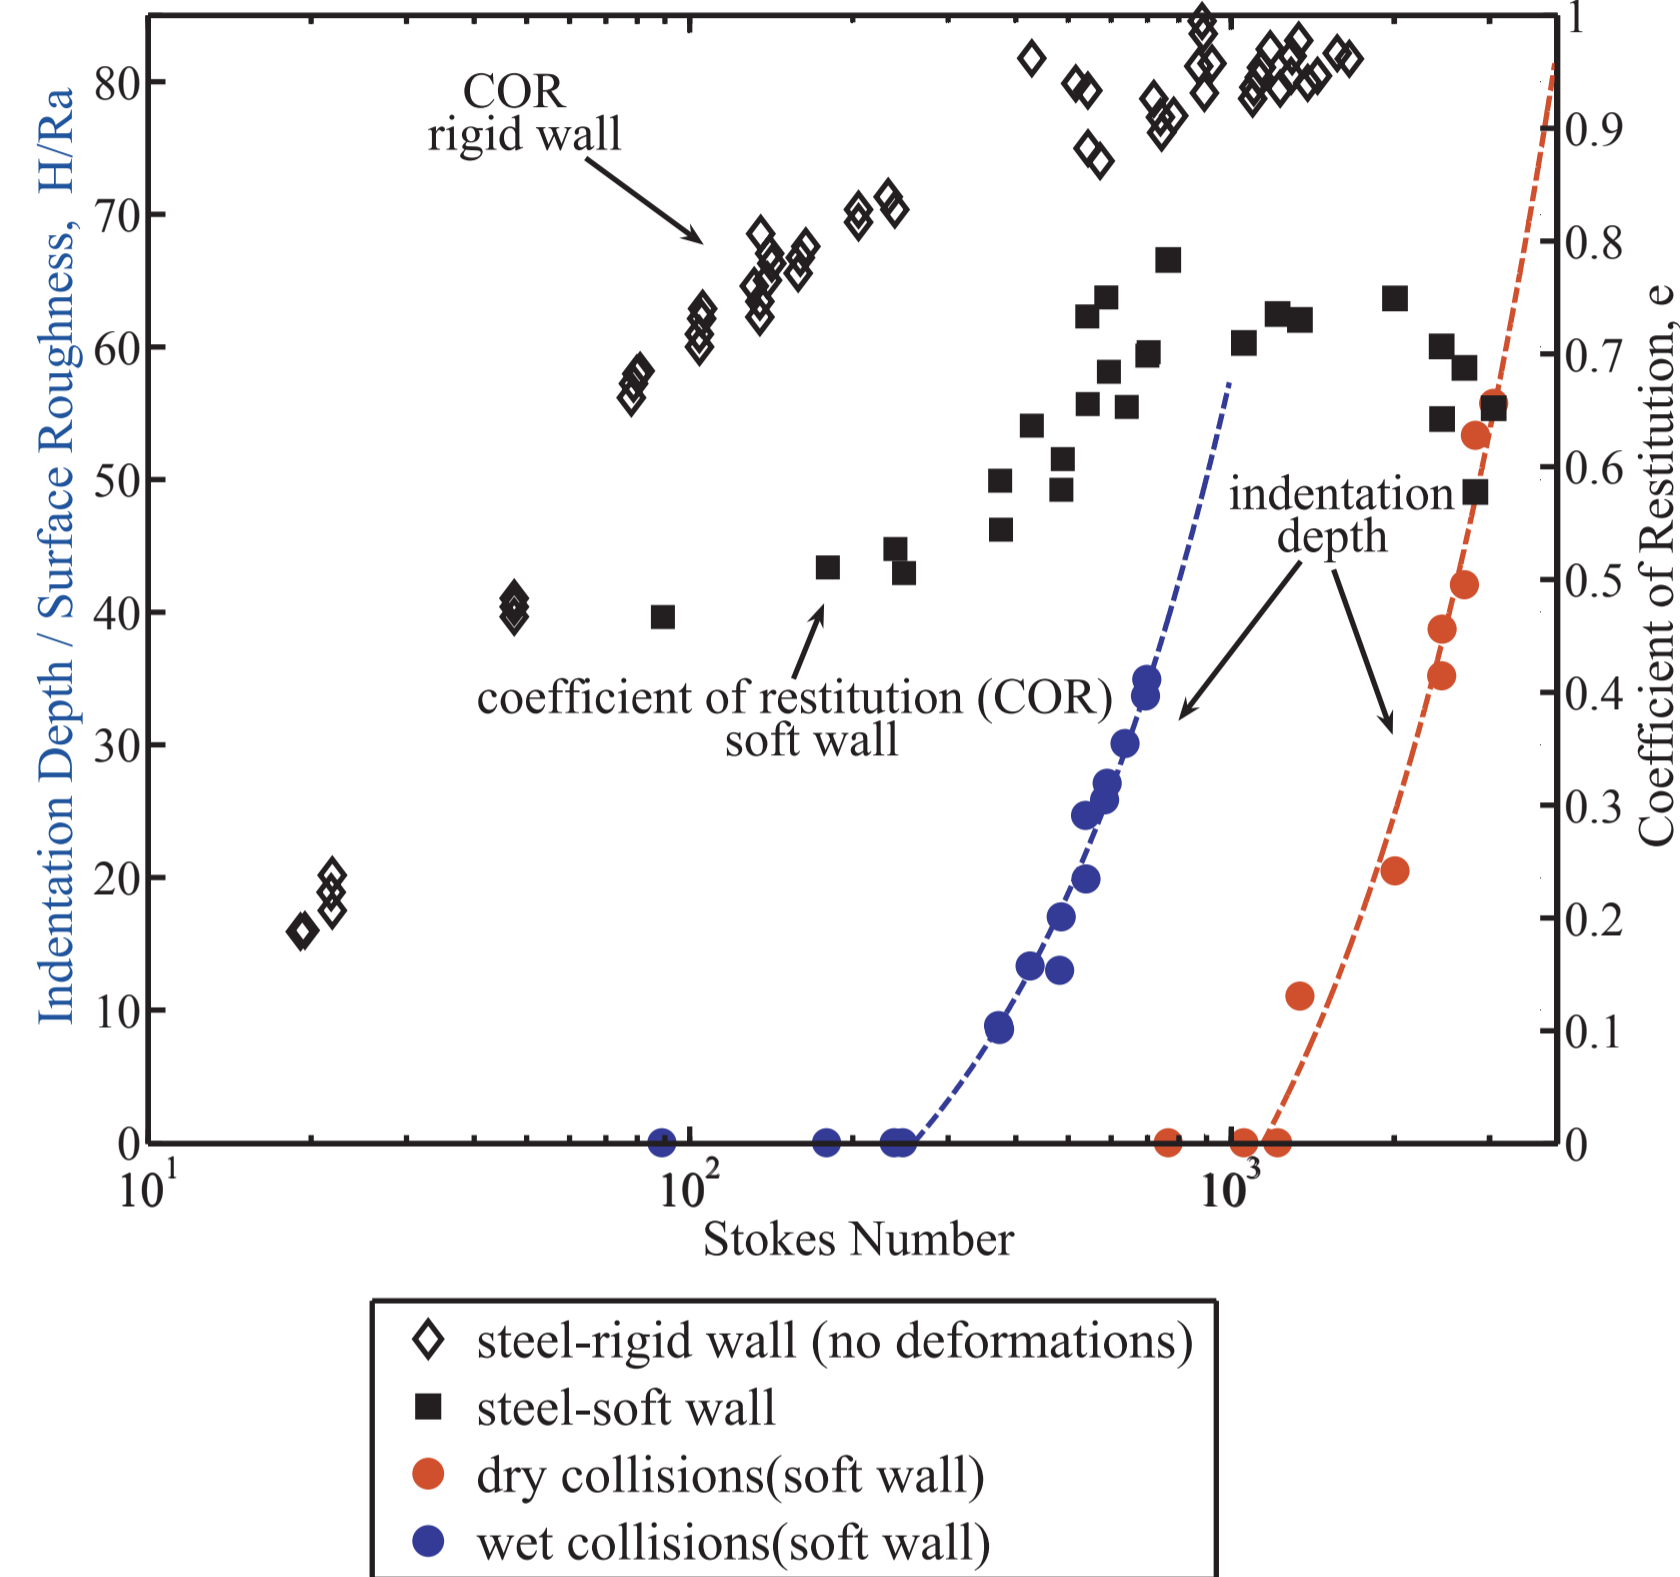 Indentation Depth / Surface Roughness, H/Ra
80
70
60
50
40
30
20
10
0
1
0.9
0.8
0.7
0.6
0.5
0.4
0.3
0.2
0.1
0
Coefficient of Restitution, e
COR
rigid wall
indentation
depth
coefficient of restitution (COR)
soft wall
10¹
10²
10³
Stokes Number
steel-rigid wall (no deformations)
steel-soft wall
dry collisions(soft wall)
wet collisions(soft wall)